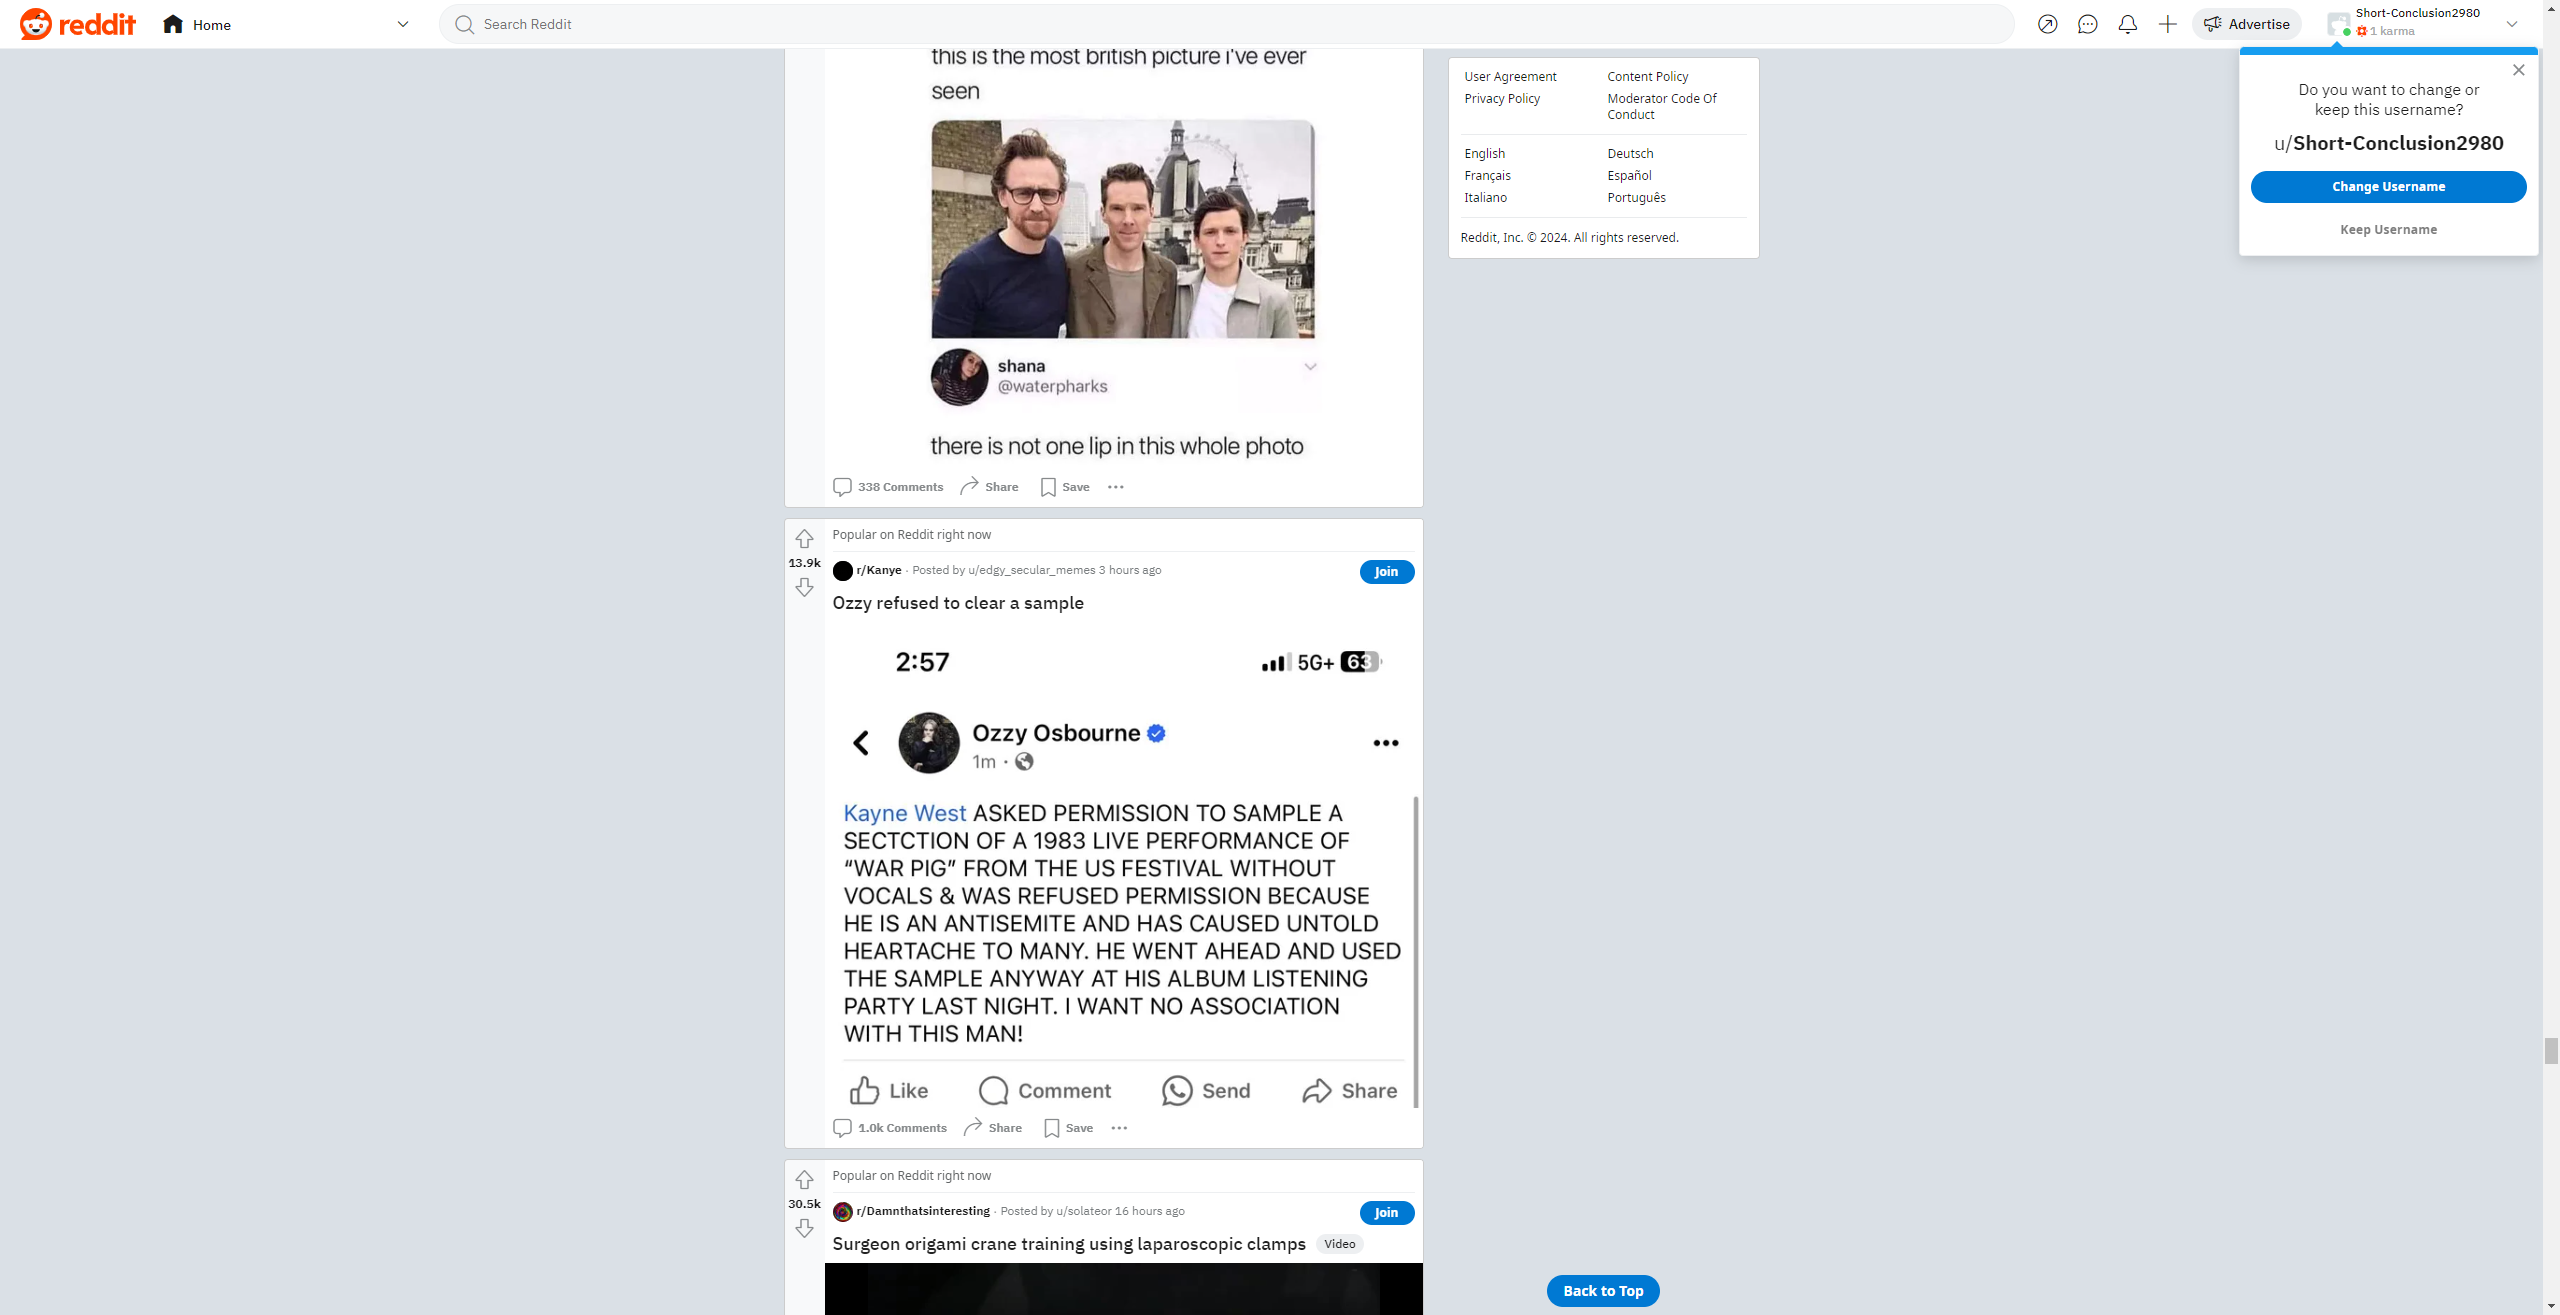 reddit
Home
Search Reddit
Advertise
Short-Conclusion2980
1 karma
Do you want to change or
keep this username?
u/Short-Conclusion2980
Change Username
Keep Username
this is the most british picture i've ever
seen
shana
@waterpharks
there is not one lip in this whole photo
338 Comments Share Save
User Agreement Content Policy
Privacy Policy Moderator Code Of
Conduct
English Deutsch
Français Español
Italiano Português
Reddit, Inc. © 2024. All rights reserved.
Popular on Reddit right now
13.9k
r/Kanye · Posted by u/edgy_secular_memes 3 hours ago
Join
Ozzy refused to clear a sample
2:57 5G+ 63
Ozzy Osbourne
1m ·
Kayne West ASKED PERMISSION TO SAMPLE A
SECTCTION OF A 1983 LIVE PERFORMANCE OF
“WAR PIG” FROM THE US FESTIVAL WITHOUT
VOCALS & WAS REFUSED PERMISSION BECAUSE
HE IS AN ANTISEMITE AND HAS CAUSED UNTOLD
HEARTACHE TO MANY. HE WENT AHEAD AND USED
THE SAMPLE ANYWAY AT HIS ALBUM LISTENING
PARTY LAST NIGHT. I WANT NO ASSOCIATION
WITH THIS MAN!
Like Comment Send Share
1.0k Comments Share Save
Popular on Reddit right now
30.5k
r/Damnthatsinteresting · Posted by u/solateor 16 hours ago
Join
Surgeon origami crane training using laparoscopic clamps Video
Back to Top